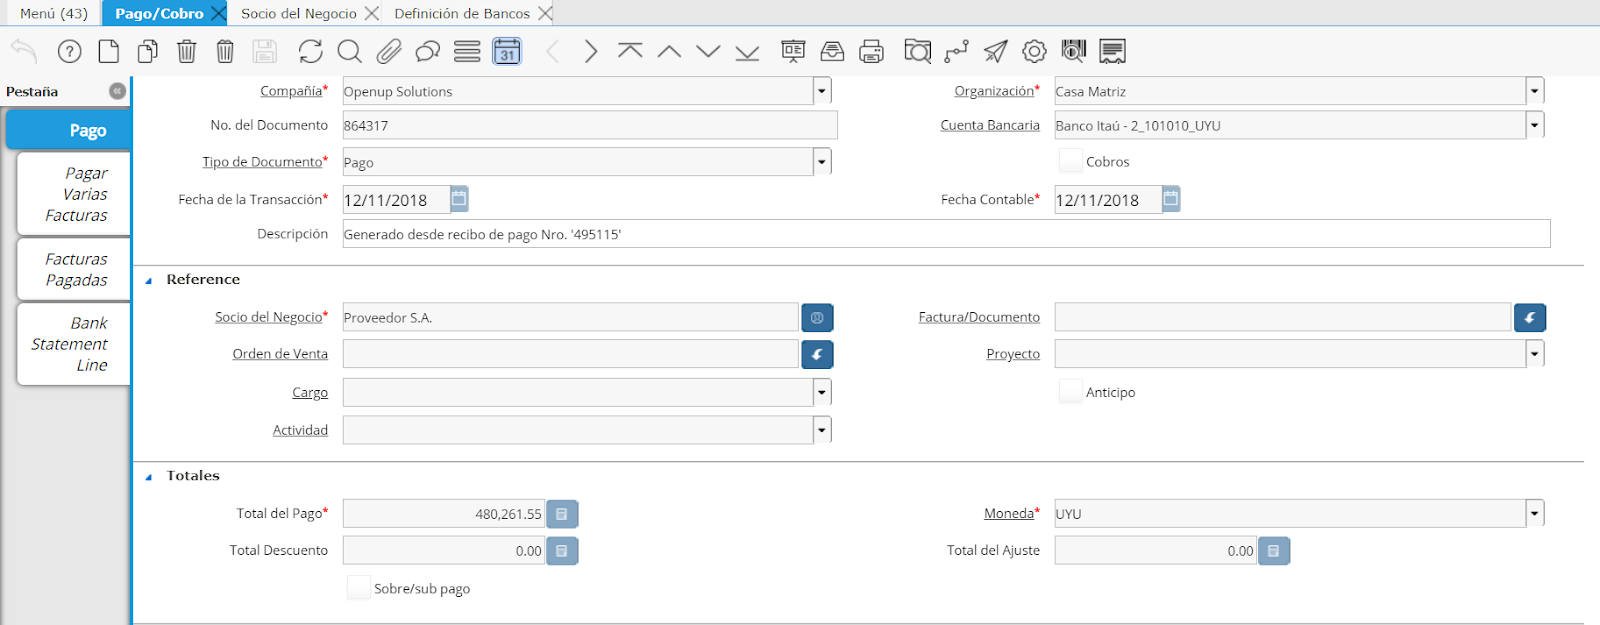 Menú (43) Pago/Cobro Socio del Negocio Definición de Bancos
31
Pestaña
Pago
Pagar
Varias
Facturas
Facturas
Pagadas
Bank
Statement
Line
Compañía* Openup Solutions Organización* Casa Matriz
No. del Documento 864317 Cuenta Bancaria Banco Itaú - 2_101010_UYU
Tipo de Documento* Pago Cobros
Fecha de la Transacción* 12/11/2018 Fecha Contable* 12/11/2018
Descripción Generado desde recibo de pago Nro. '495115'
Reference
Socio del Negocio* Proveedor S.A. Factura/Documento
Orden de Venta Proyecto
Cargo Anticipo
Actividad
Totales
Total del Pago* 480,261.55 Moneda* UYU
Total Descuento 0.00 Total del Ajuste 0.00
Sobre/sub pago